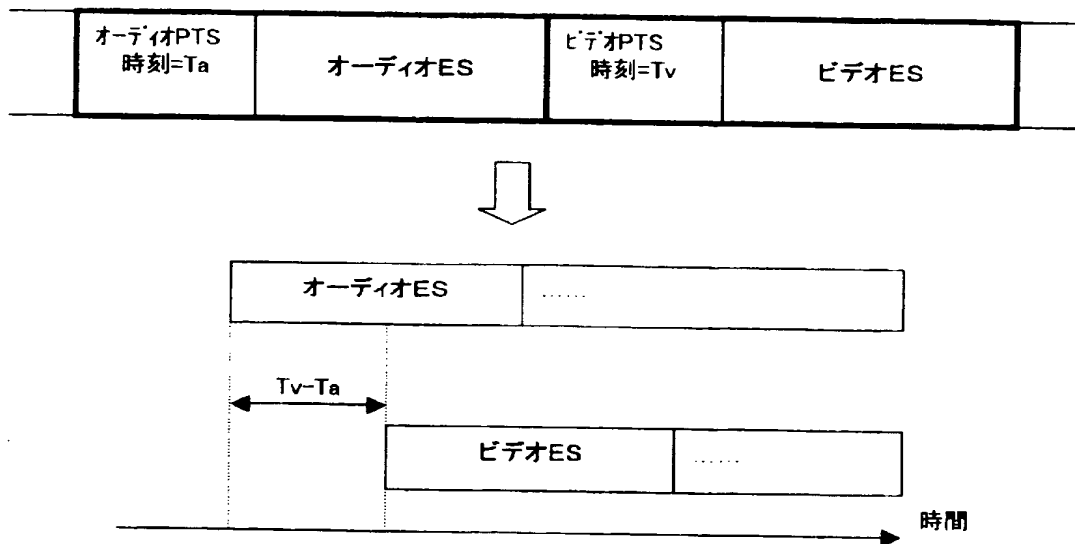 オーディオPTS
時刻=Ta
オーディオES
ビデオPTS
時刻=Tv
ビデオES
オーディオES
……
Tv-Ta
ビデオES
……
時間